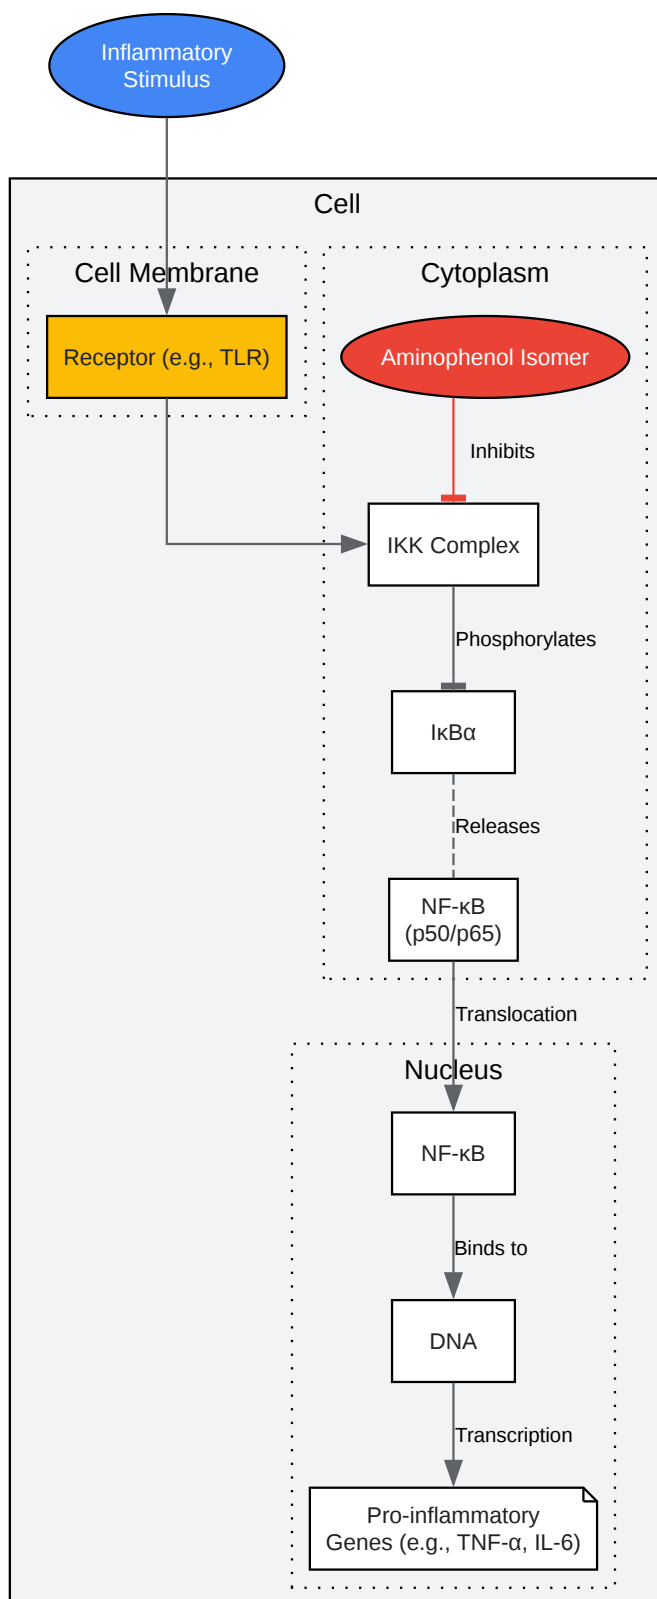 Inflammatory
Stimulus
Cell
Cell Membrane
Receptor (e.g., TLR)
Cytoplasm
Aminophenol Isomer
Inhibits
IKK Complex
Phosphorylates
IκBα
Releases
NF-κB
(p50/p65)
Translocation
Nucleus
NF-κB
Binds to
DNA
Transcription
Pro-inflammatory
Genes (e.g., TNF-α, IL-6)